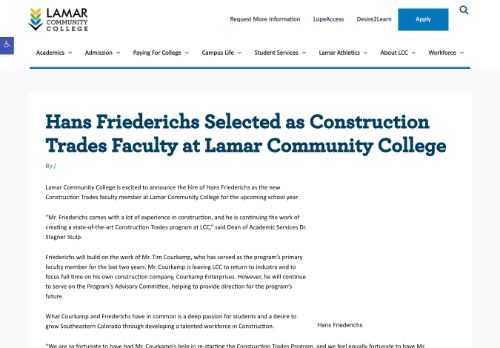 LAMAR
COMMUNITY
COLLEGE
Request More Information LopeAccess Desire2Learn Apply
Academics Admission Paying For College Campus Life Student Services Lamar Athletics About LCC Workforce
Hans Friederichs Selected as Construction
Trades Faculty at Lamar Community College
By /
Lamar Community College is excited to announce the hire of Hans Friederichs as the new
Construction Trades faculty member at Lamar Community College for the upcoming school year.
"Mr. Friederichs comes with a lot of experience in construction, and he is continuing the work of
creating a state-of-the-art Construction Trades program at LCC," said Dean of Academic Services Dr.
Stagner Stulp.
Friederichs will build on the work of Mr. Tim Courkamp, who has served as the program's primary
faculty member for the last two years. Mr. Courkamp is leaving LCC to return to industry and to
focus full time on his own construction company, Courkamp Enterprises. However, he will continue
to serve on the Program's Advisory Committee, helping to provide direction for the program's
future.
What Courkamp and Friederichs have in common is a deep passion for students and a desire to
grow Southeastern Colorado through developing a talented workforce in Construction.
Hans Friederichs
"We are so fortunate to have had Mr. Courkamp's help in re-starting the Construction Trades Program, and we feel equally fortunate to have Mr.